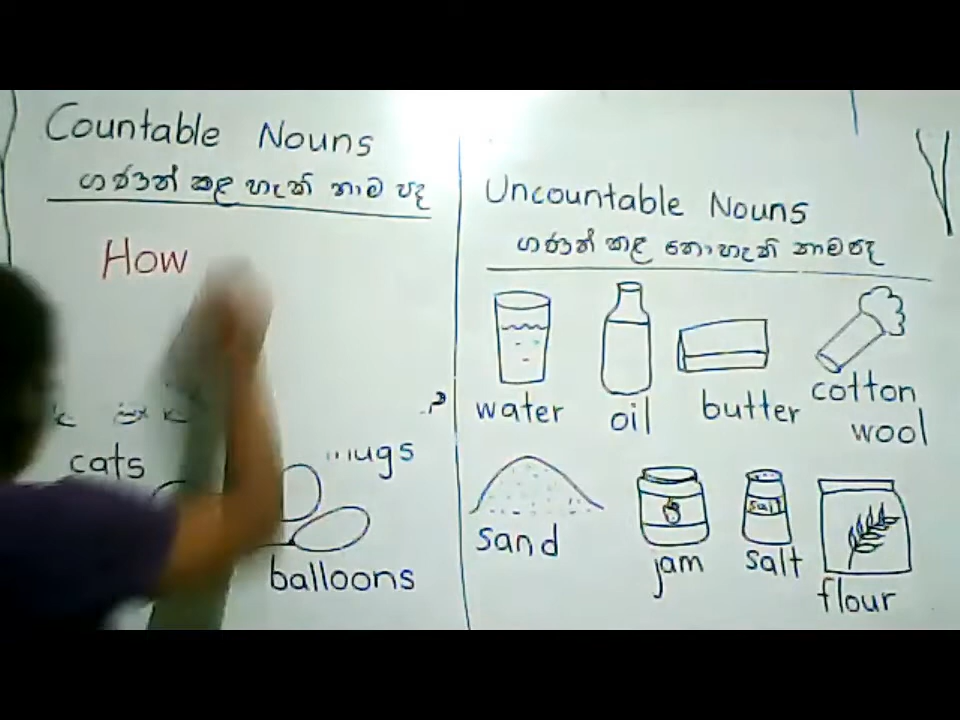 Countable Nouns
ගණන් කළ හැකි නාම පද
How
cats
mugs
balloons
Uncountable Nouns
ගණන් කළ නොහැකි නාම පද
water
oil
butter
cotton
wool
sand
jam
salt
salt
flour